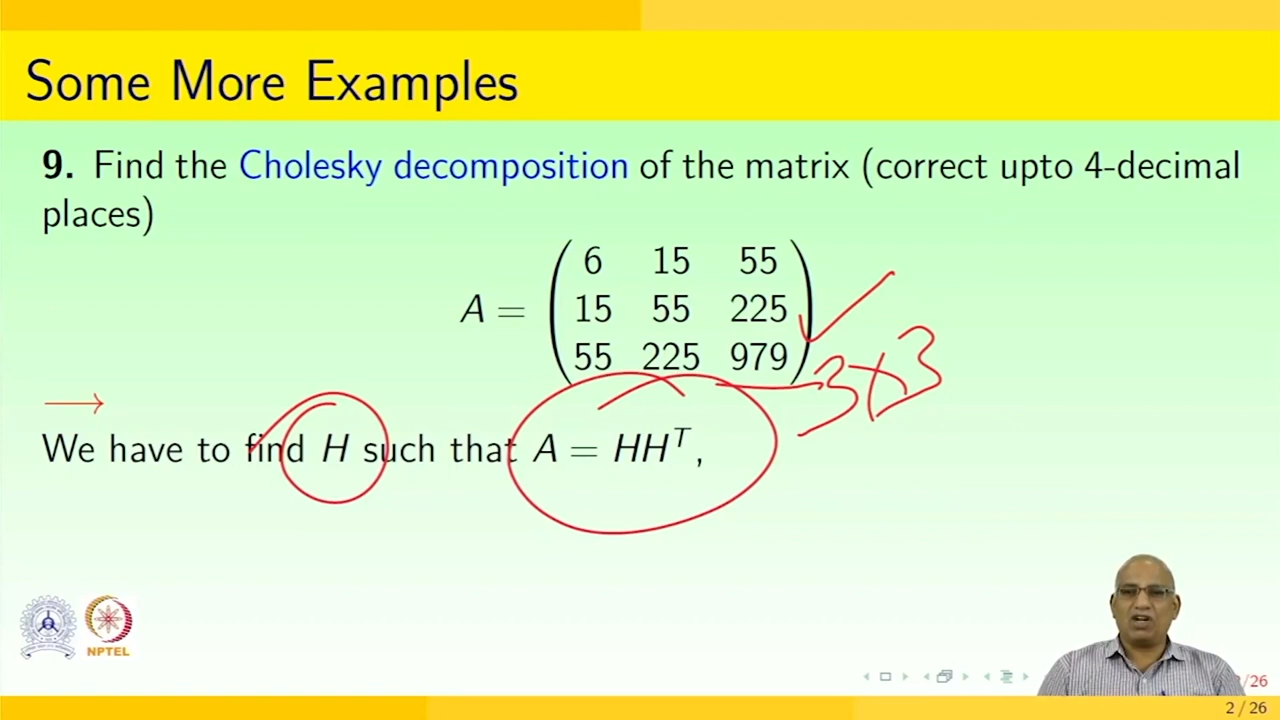 Some More Examples
9. Find the Cholesky decomposition of the matrix (correct upto 4-decimal
places)
A = ( 6 15 55
15 55 225
55 225 979 )
3×3
We have to find H such that A = HH^T,
NPTEL
/26
2 / 26